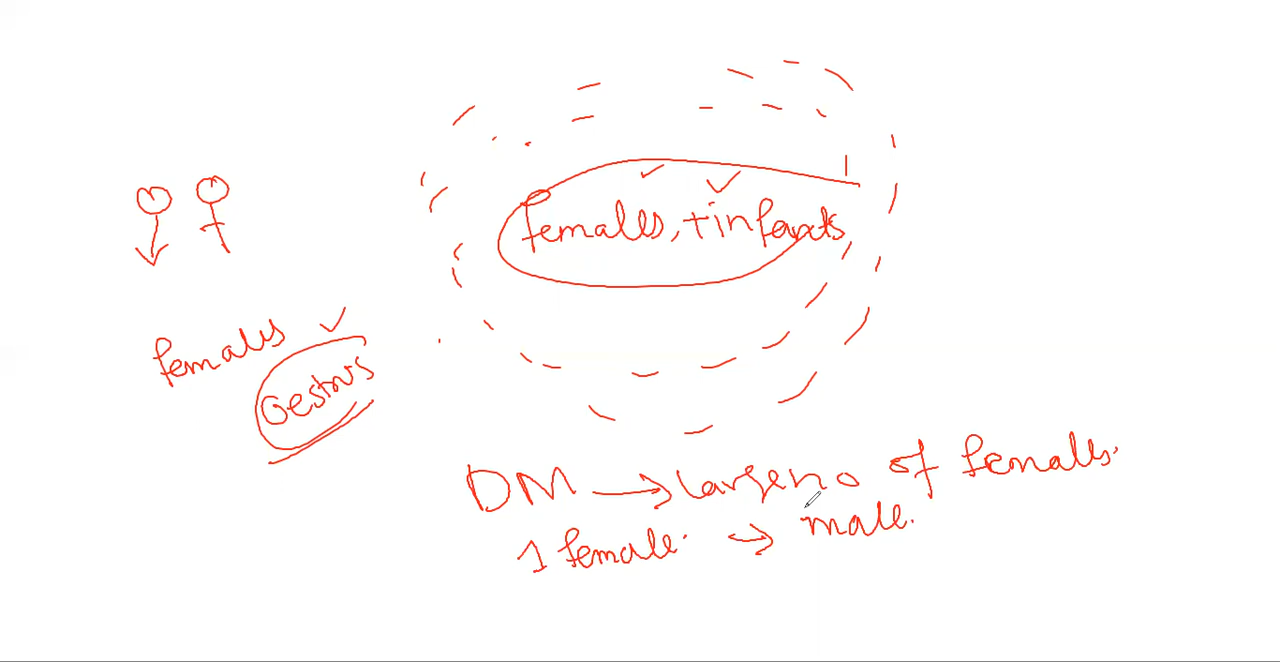 females, + infants
females
Oestrus
DM → large no of females.
1 female. → male.